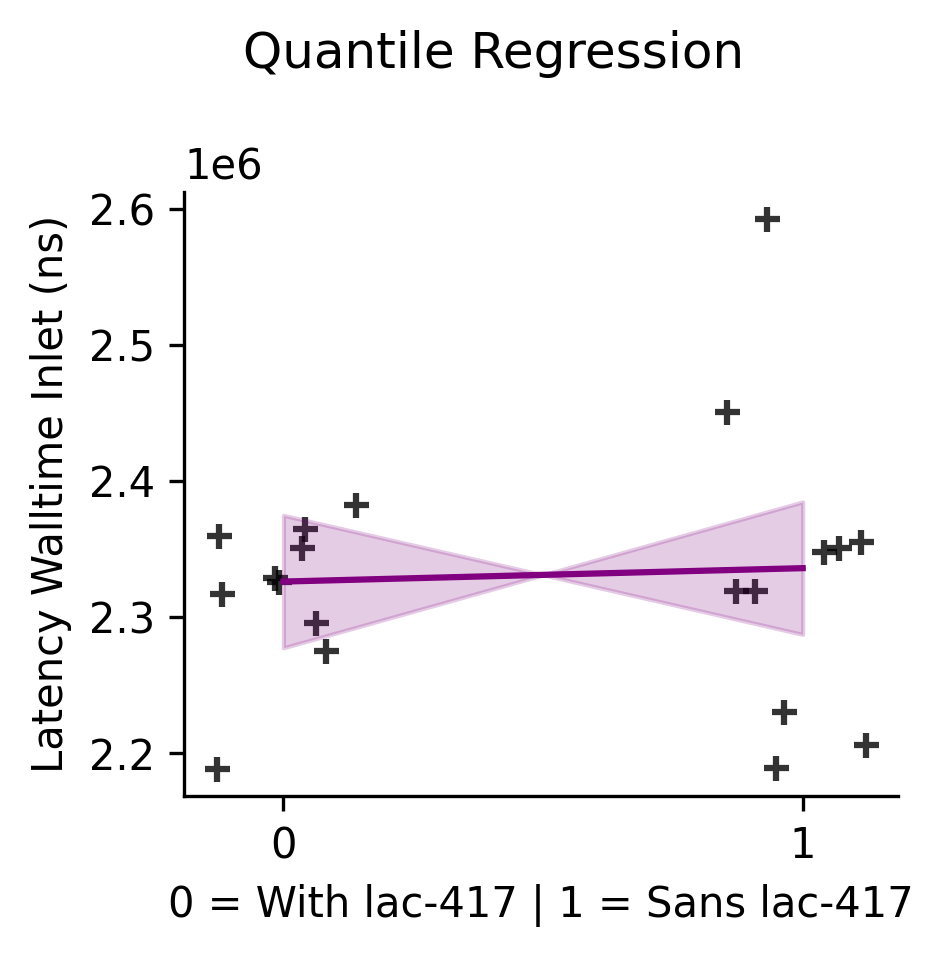 Quantile Regression
1e6
2.6
2.5
2.4
2.3
2.2
Latency Walltime Inlet (ns)
0 1
0 = With lac-417 | 1 = Sans lac-417